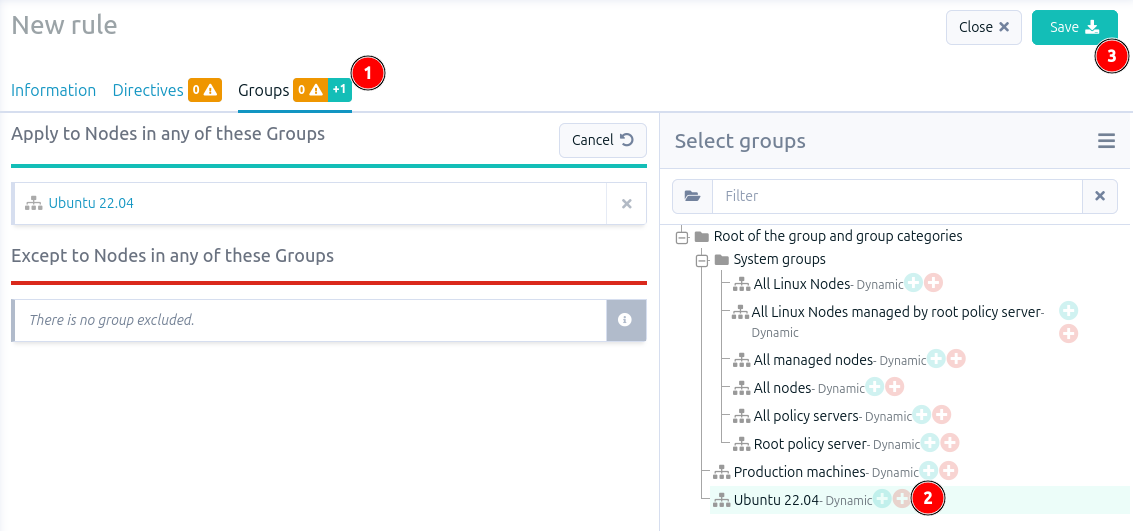 New rule
Close
Save
3
1
Information Directives 0 Groups 0 +1
Apply to Nodes in any of these Groups
Cancel
Ubuntu 22.04
Except to Nodes in any of these Groups
There is no group excluded.
Select groups
Filter
Root of the group and group categories
System groups
All Linux Nodes- Dynamic
All Linux Nodes managed by root policy server-
Dynamic
All managed nodes- Dynamic
All nodes- Dynamic
All policy servers- Dynamic
Root policy server- Dynamic
Production machines- Dynamic
Ubuntu 22.04- Dynamic
2